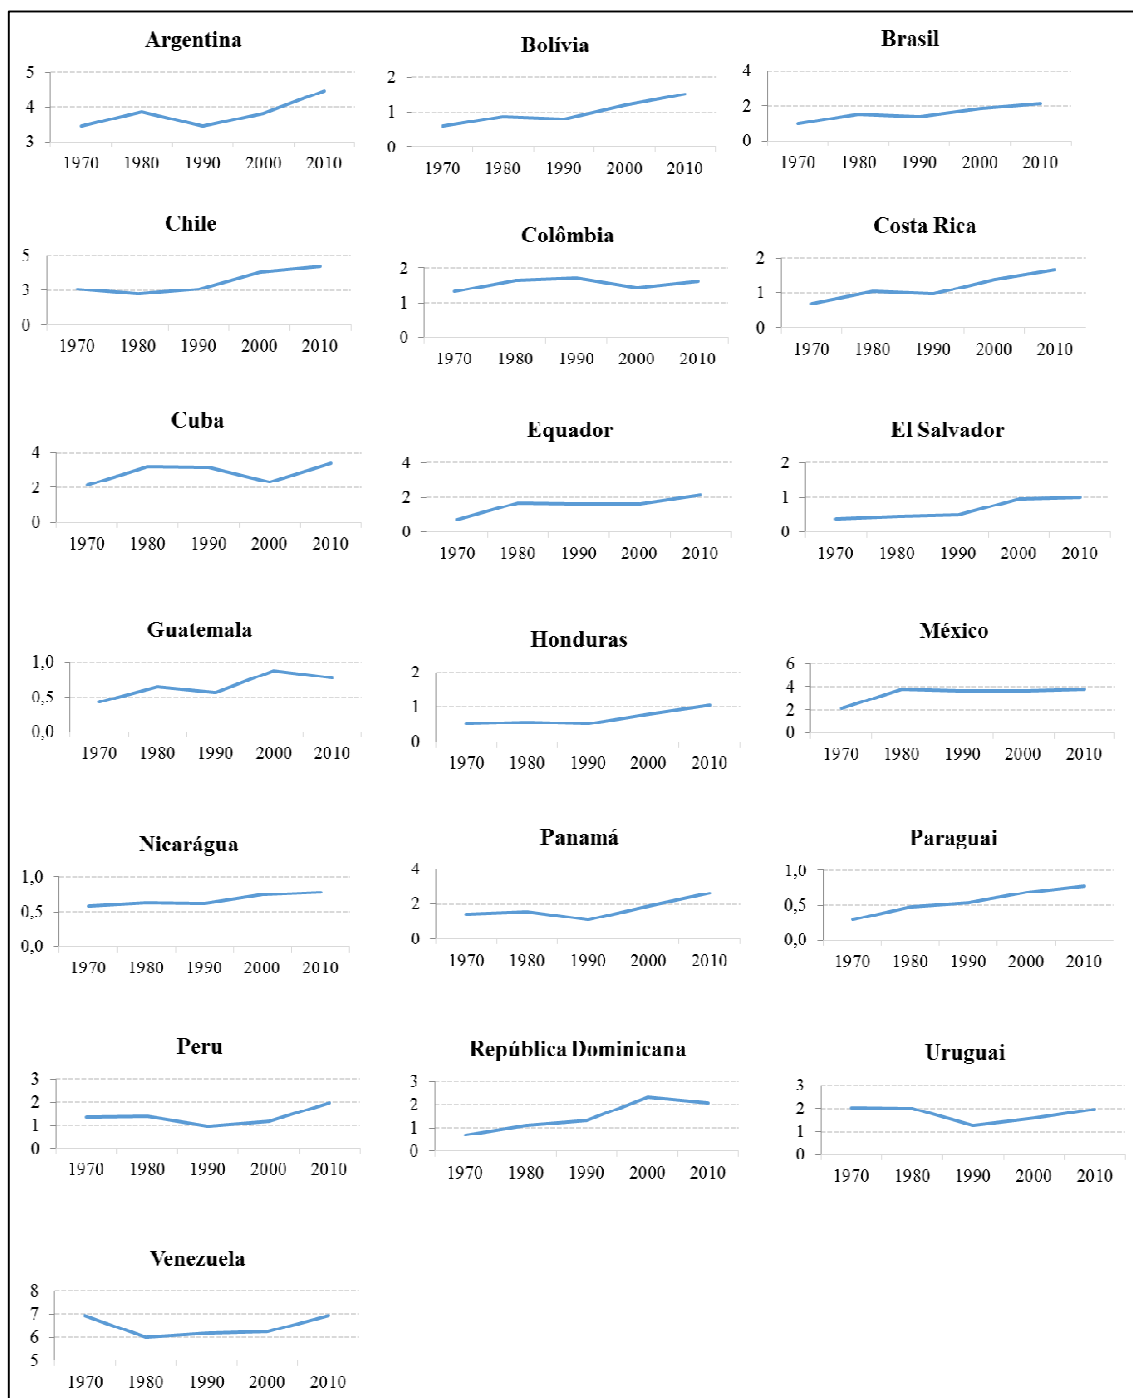 Argentina
5
4
3
1970 1980 1990 2000 2010
Bolívia
2
1
0
1970 1980 1990 2000 2010
Brasil
4
2
0
1970 1980 1990 2000 2010
Chile
5
3
0
1970 1980 1990 2000 2010
Colômbia
2
1
0
1970 1980 1990 2000 2010
Costa Rica
2
1
0
1970 1980 1990 2000 2010
Cuba
4
2
0
1970 1980 1990 2000 2010
Equador
4
2
0
1970 1980 1990 2000 2010
El Salvador
2
1
0
1970 1980 1990 2000 2010
Guatemala
1,0
0,5
0,0
1970 1980 1990 2000 2010
Honduras
2
1
0
1970 1980 1990 2000 2010
México
6
4
2
0
1970 1980 1990 2000 2010
Nicarágua
1,0
0,5
0,0
1970 1980 1990 2000 2010
Panamá
4
2
0
1970 1980 1990 2000 2010
Paraguai
1,0
0,5
0,0
1970 1980 1990 2000 2010
Peru
3
2
1
0
1970 1980 1990 2000 2010
República Dominicana
3
2
1
0
1970 1980 1990 2000 2010
Uruguai
3
2
1
0
1970 1980 1990 2000 2010
Venezuela
8
7
6
5
1970 1980 1990 2000 2010